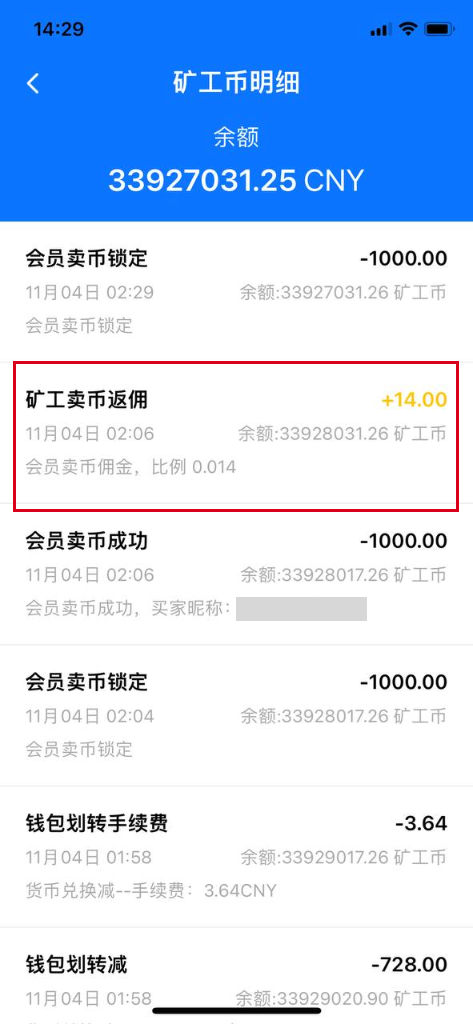 14:29
矿工币明细
余额
33927031.25 CNY
会员卖币锁定 -1000.00
11月04日 02:29 余额:33927031.26 矿工币
会员卖币锁定
矿工卖币返佣 +14.00
11月04日 02:06 余额:33928031.26 矿工币
会员卖币佣金，比例 0.014
会员卖币成功 -1000.00
11月04日 02:06 余额:33928017.26 矿工币
会员卖币成功，买家昵称：
会员卖币锁定 -1000.00
11月04日 02:04 余额:33928017.26 矿工币
会员卖币锁定
钱包划转手续费 -3.64
11月04日 01:58 余额:33929017.26 矿工币
货币兑换减--手续费：3.64CNY
钱包划转减 -728.00
11月04日 01:58 余额:33929020.90 矿工币